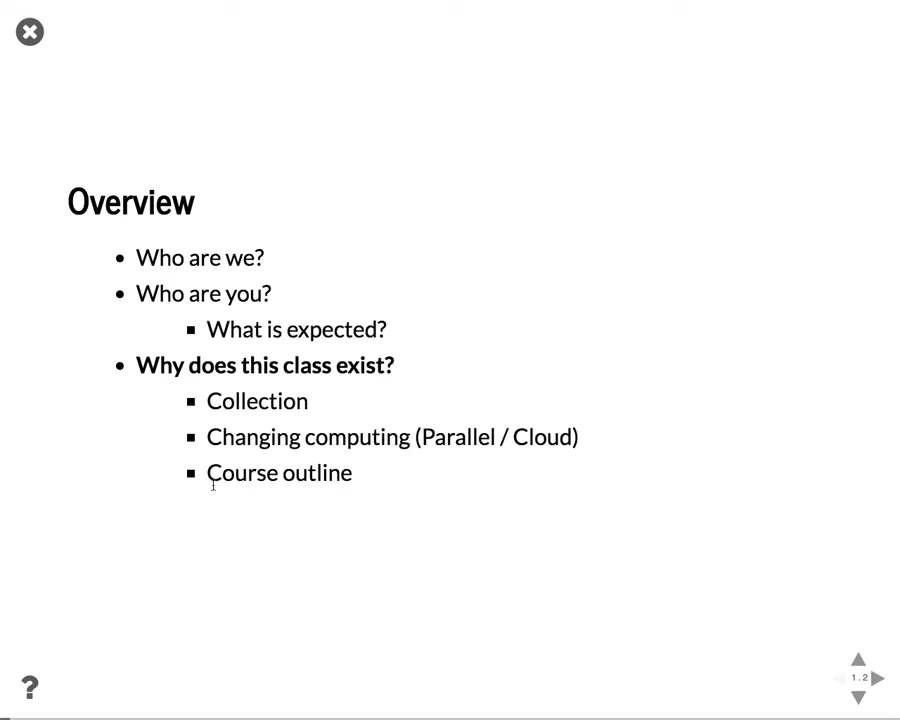 Overview
Who are we?
Who are you?
What is expected?
Why does this class exist?
Collection
Changing computing (Parallel / Cloud)
Course outline
?
1.2